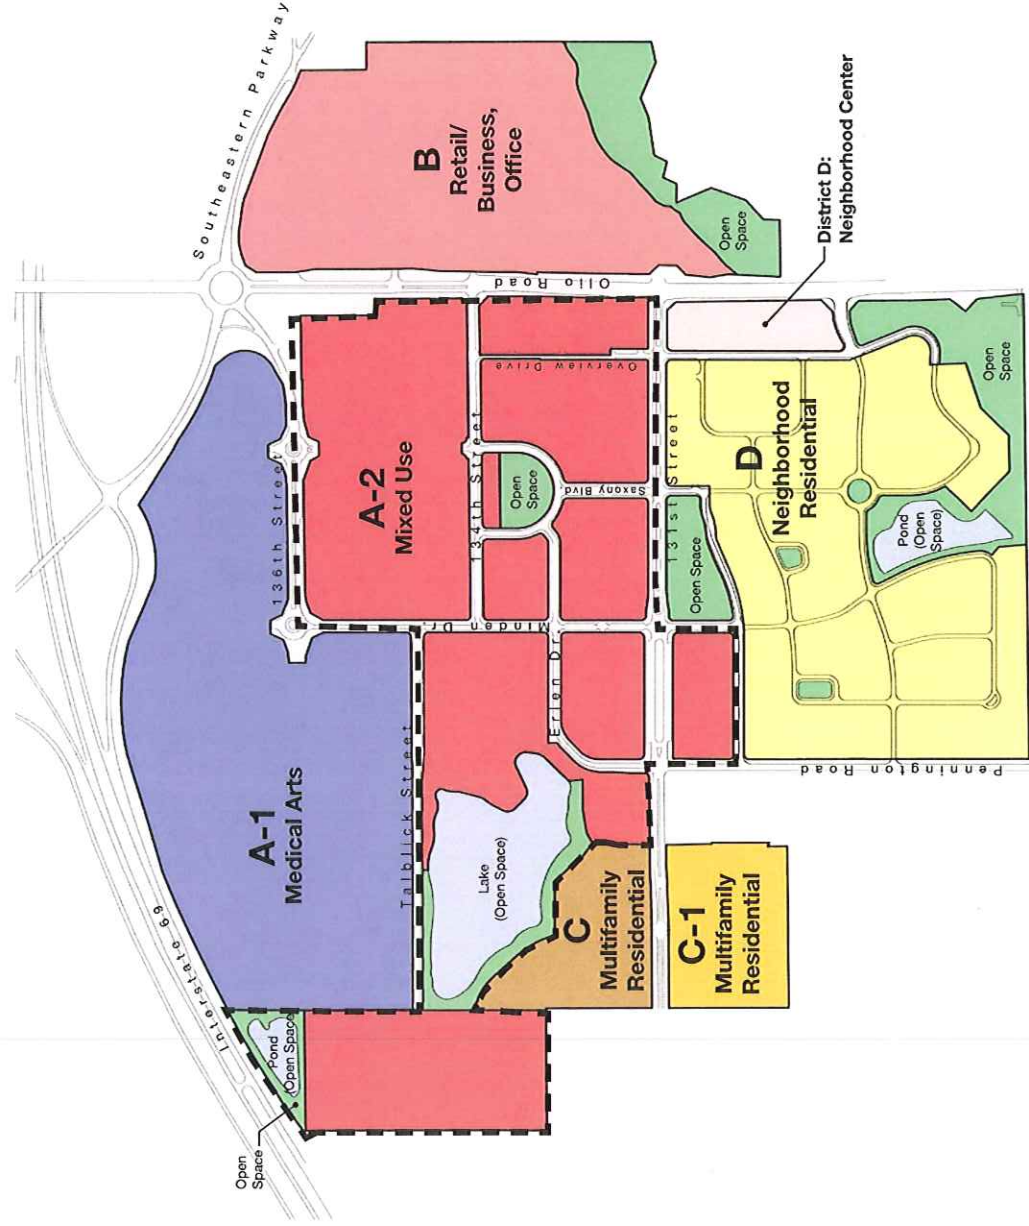 Southeastern Parkway
B
Retail/
Business,
Office
Open
Space
District D:
Neighborhood Center
Olio Road
Interstate 69
A-1
Medical Arts
136th Street
A-2
Mixed Use
134th Street
Overview Drive
Open
Space
Saxony Blvd
131st Street
Minden Dr.
Erlen Dr.
Talblick Street
Lake
(Open Space)
C
Multifamily
Residential
C-1
Multifamily
Residential
Open Space
D
Neighborhood
Residential
Pond
(Open
Space)
Open
Space
Pennington Road
Pond
(Open Space)
Open
Space